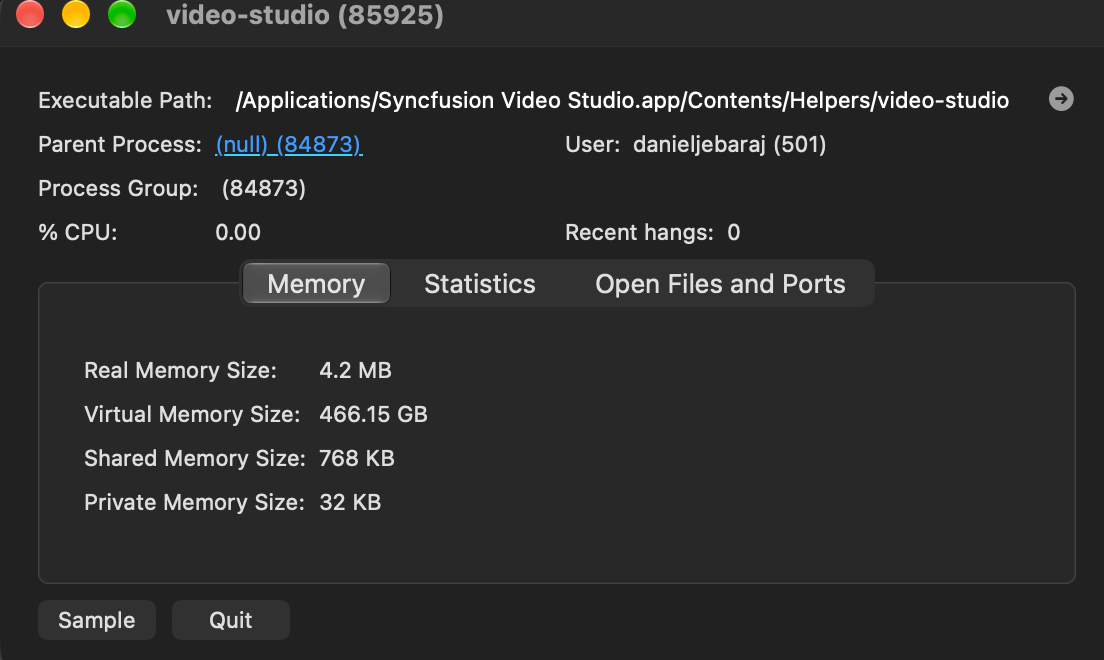 video-studio (85925)
Executable Path: /Applications/Syncfusion Video Studio.app/Contents/Helpers/video-studio
Parent Process: (null) (84873) User: danieljebaraj (501)
Process Group: (84873)
% CPU: 0.00 Recent hangs: 0
Memory Statistics Open Files and Ports
Real Memory Size: 4.2 MB
Virtual Memory Size: 466.15 GB
Shared Memory Size: 768 KB
Private Memory Size: 32 KB
Sample Quit